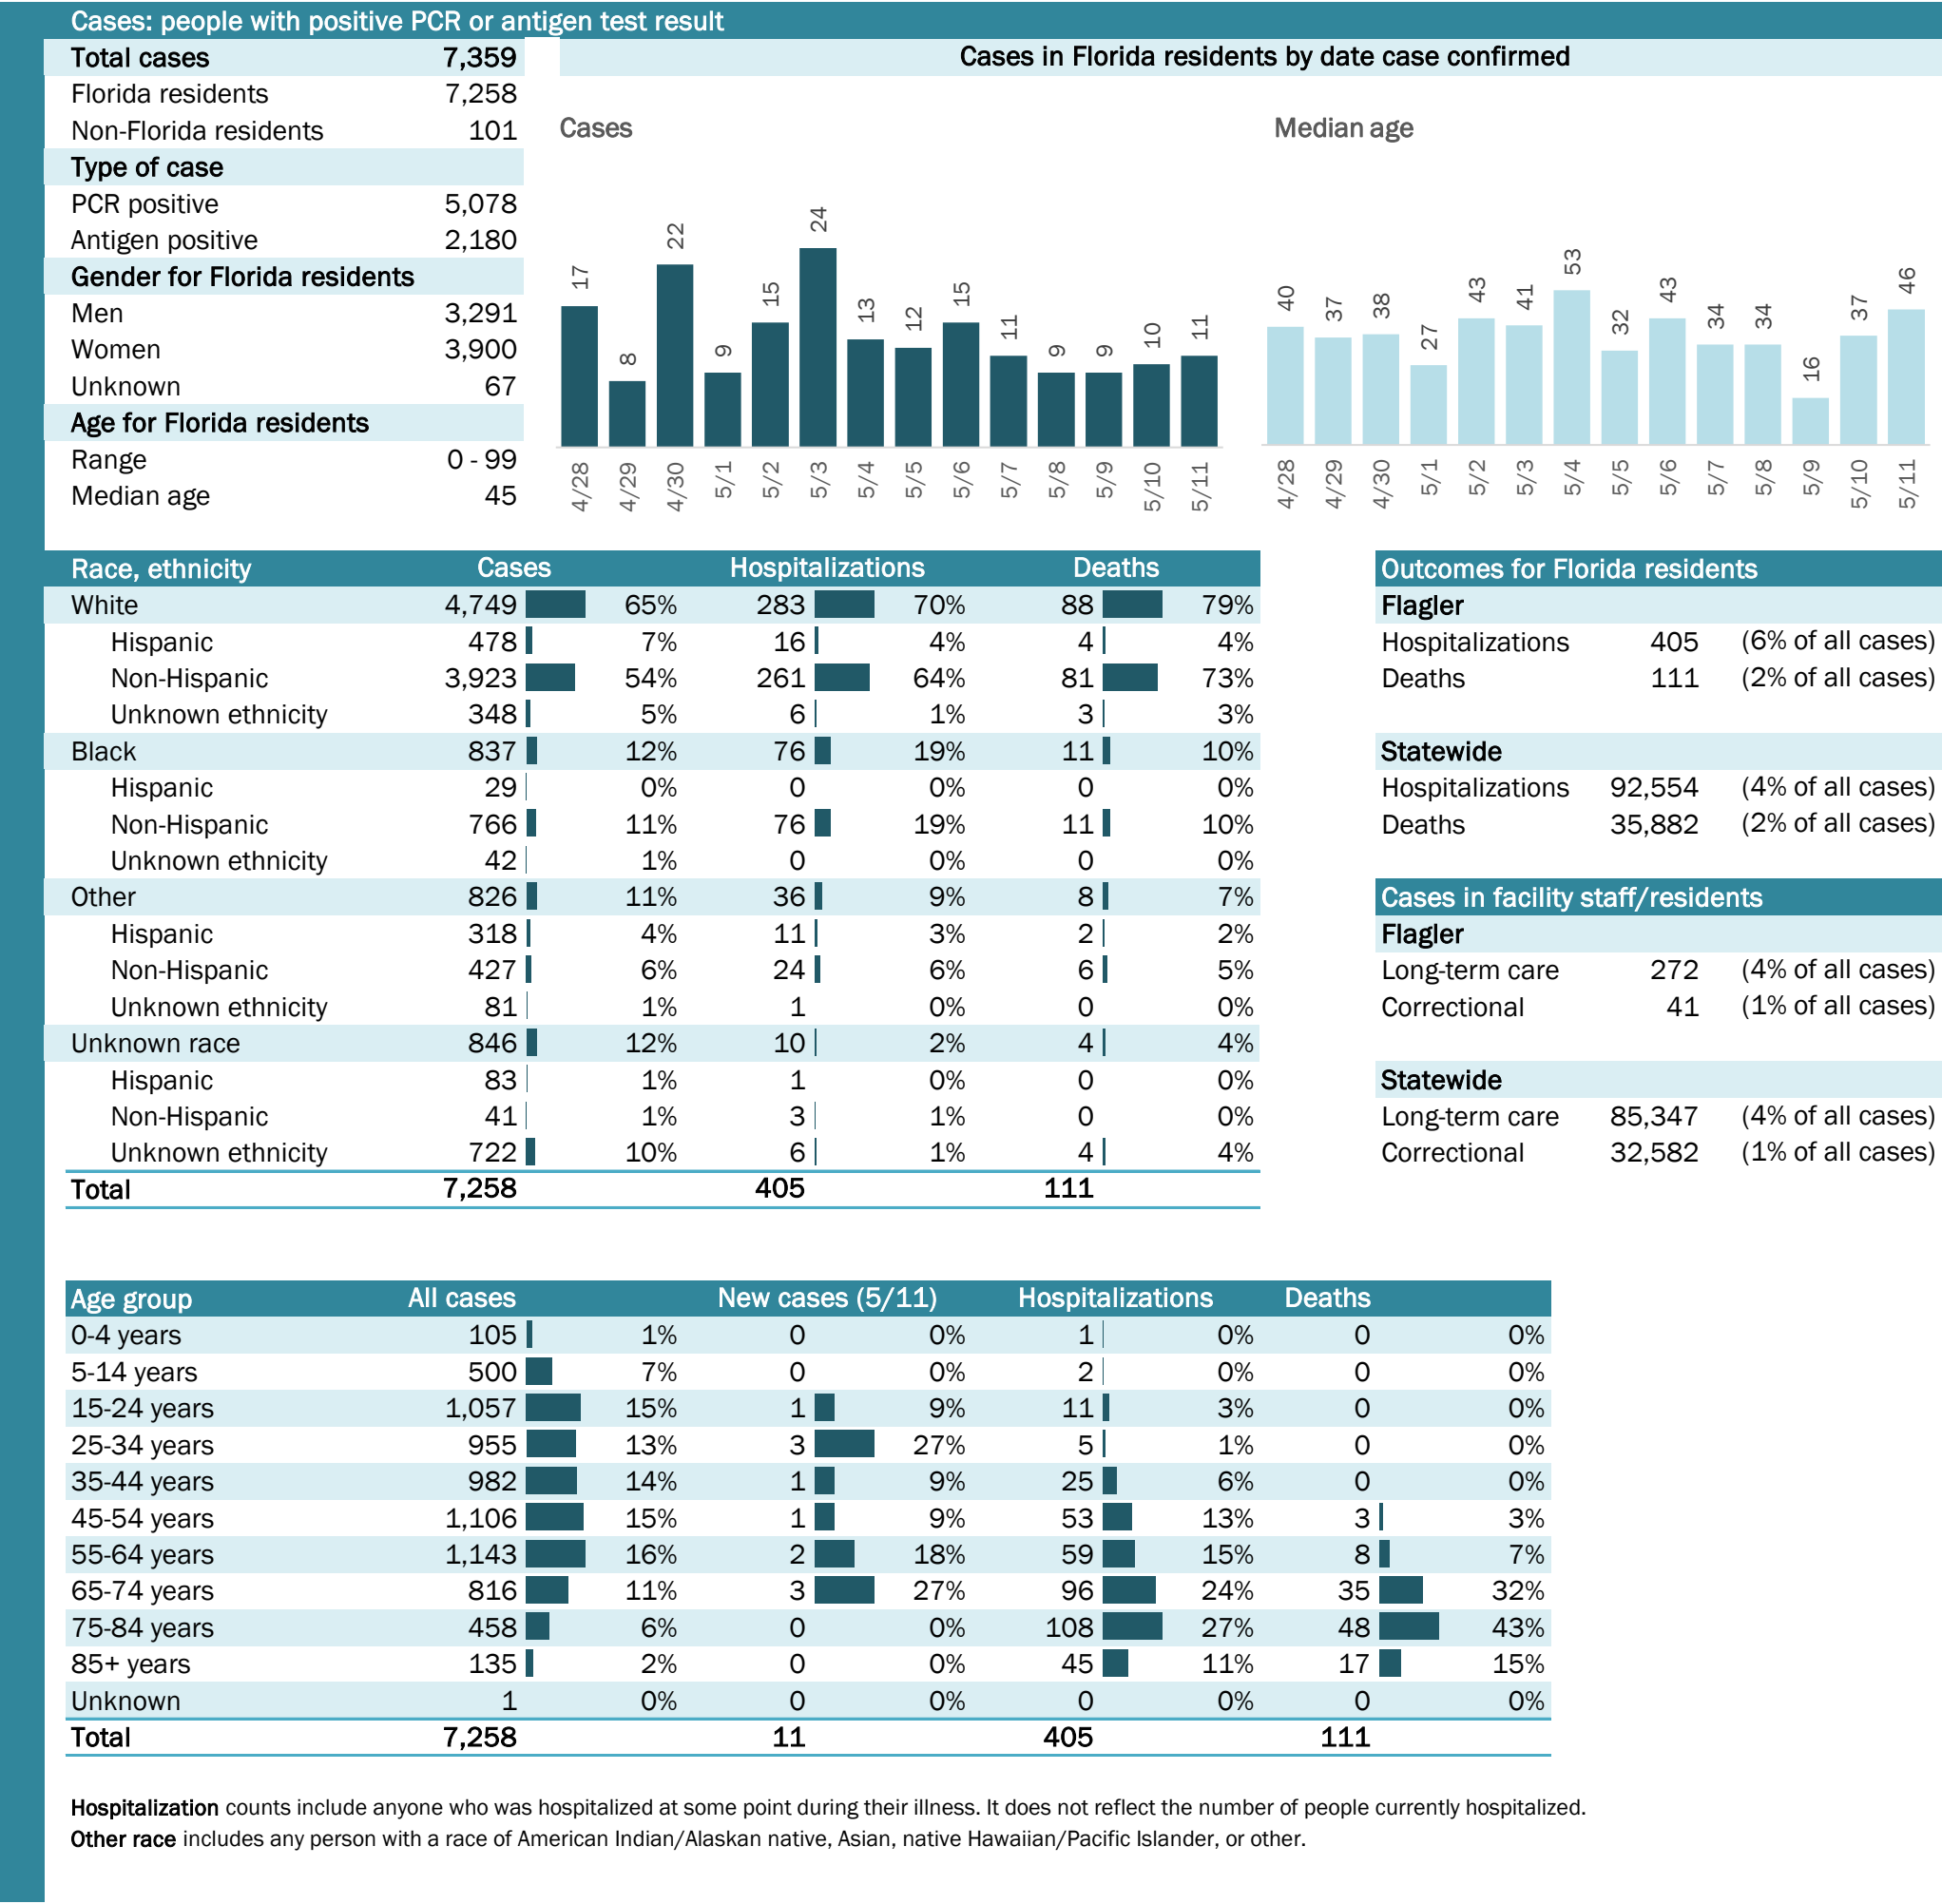 Cases: people with positive PCR or antigen test result
Total cases 7,359
Florida residents 7,258
Non-Florida residents 101
Type of case
PCR positive 5,078
Antigen positive 2,180
Gender for Florida residents
Men 3,291
Women 3,900
Unknown 67
Age for Florida residents
Range 0 - 99
Median age 45
Cases in Florida residents by date case confirmed
Cases
17 8 22 9 15 24 13 12 15 11 9 9 10 11
4/28 4/29 4/30 5/1 5/2 5/3 5/4 5/5 5/6 5/7 5/8 5/9 5/10 5/11
Median age
40 37 38 27 43 41 53 32 43 34 34 16 37 46
4/28 4/29 4/30 5/1 5/2 5/3 5/4 5/5 5/6 5/7 5/8 5/9 5/10 5/11
Race, ethnicity Cases Hospitalizations Deaths
White 4,749 65% 283 70% 88 79%
Hispanic 478 7% 16 4% 4 4%
Non-Hispanic 3,923 54% 261 64% 81 73%
Unknown ethnicity 348 5% 6 1% 3 3%
Black 837 12% 76 19% 11 10%
Hispanic 29 0% 0 0% 0 0%
Non-Hispanic 766 11% 76 19% 11 10%
Unknown ethnicity 42 1% 0 0% 0 0%
Other 826 11% 36 9% 8 7%
Hispanic 318 4% 11 3% 2 2%
Non-Hispanic 427 6% 24 6% 6 5%
Unknown ethnicity 81 1% 1 0% 0 0%
Unknown race 846 12% 10 2% 4 4%
Hispanic 83 1% 1 0% 0 0%
Non-Hispanic 41 1% 3 1% 0 0%
Unknown ethnicity 722 10% 6 1% 4 4%
Total 7,258 405 111
Outcomes for Florida residents
Flagler
Hospitalizations 405 (6% of all cases)
Deaths 111 (2% of all cases)
Statewide
Hospitalizations 92,554 (4% of all cases)
Deaths 35,882 (2% of all cases)
Cases in facility staff/residents
Flagler
Long-term care 272 (4% of all cases)
Correctional 41 (1% of all cases)
Statewide
Long-term care 85,347 (4% of all cases)
Correctional 32,582 (1% of all cases)
Age group All cases New cases (5/11) Hospitalizations Deaths
0-4 years 105 1% 0 0% 1 0% 0 0%
5-14 years 500 7% 0 0% 2 0% 0 0%
15-24 years 1,057 15% 1 9% 11 3% 0 0%
25-34 years 955 13% 3 27% 5 1% 0 0%
35-44 years 982 14% 1 9% 25 6% 0 0%
45-54 years 1,106 15% 1 9% 53 13% 3 3%
55-64 years 1,143 16% 2 18% 59 15% 8 7%
65-74 years 816 11% 3 27% 96 24% 35 32%
75-84 years 458 6% 0 0% 108 27% 48 43%
85+ years 135 2% 0 0% 45 11% 17 15%
Unknown 1 0% 0 0% 0 0% 0 0%
Total 7,258 11 405 111
Hospitalization counts include anyone who was hospitalized at some point during their illness. It does not reflect the number of people currently hospitalized.
Other race includes any person with a race of American Indian/Alaskan native, Asian, native Hawaiian/Pacific Islander, or other.